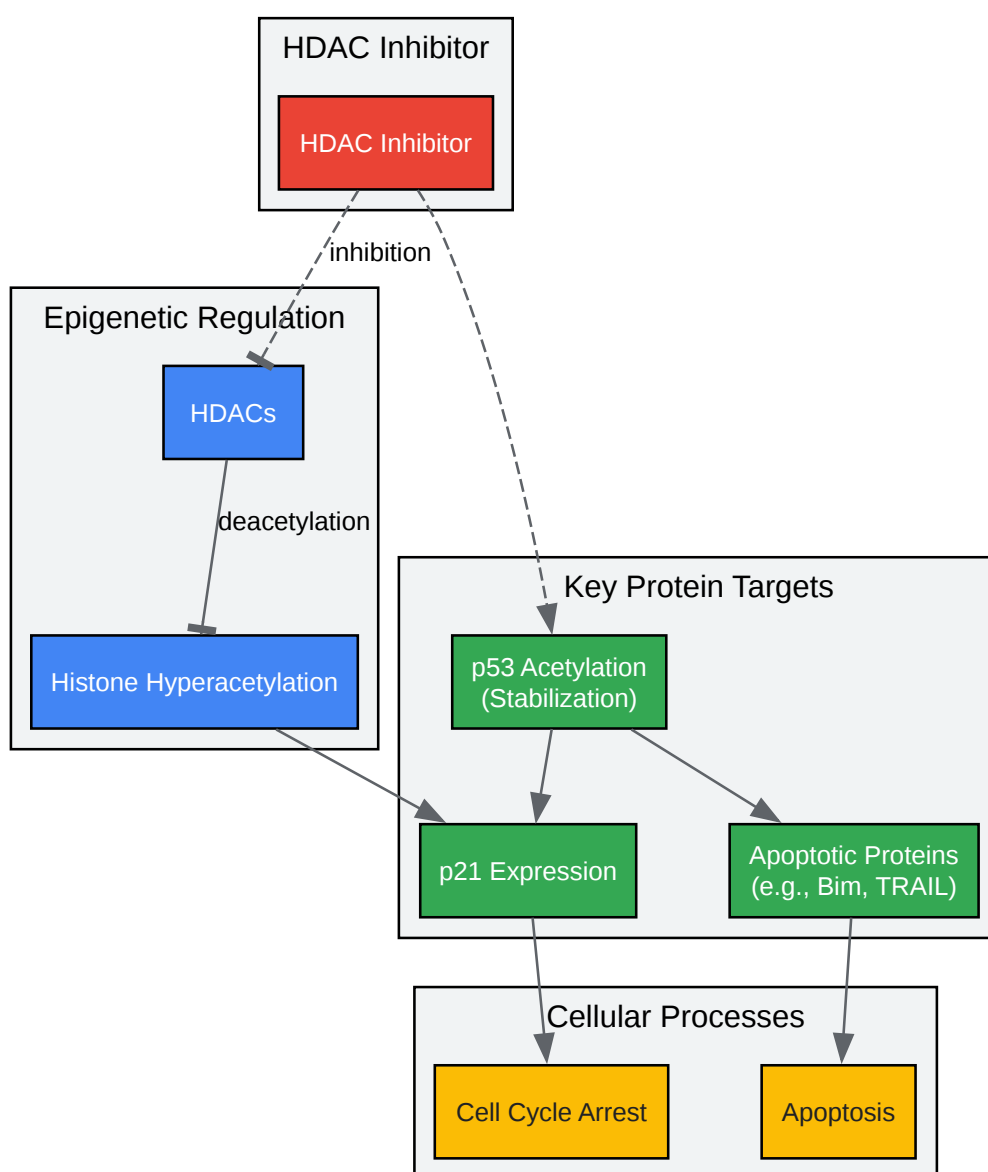 HDAC Inhibitor
HDAC Inhibitor
inhibition
Epigenetic Regulation
HDACs
deacetylation
Histone Hyperacetylation
Key Protein Targets
p53 Acetylation
(Stabilization)
p21 Expression
Apoptotic Proteins
(e.g., Bim, TRAIL)
Cellular Processes
Cell Cycle Arrest
Apoptosis